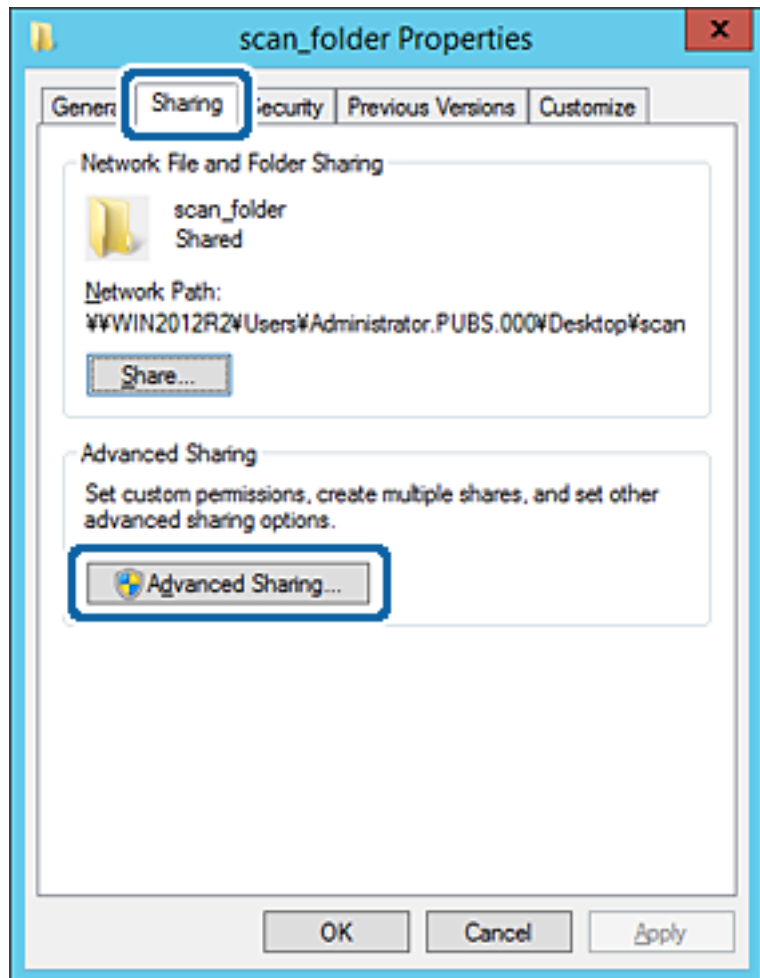 scan_folder Properties
x
General Sharing Security Previous Versions Customize
Network File and Folder Sharing
scan_folder
Shared
Network Path:
¥¥WIN2012R2¥Users¥Administrator.PUBS.000¥Desktop¥scan
Share...
Advanced Sharing
Set custom permissions, create multiple shares, and set other
advanced sharing options.
Advanced Sharing...
OK Cancel Apply